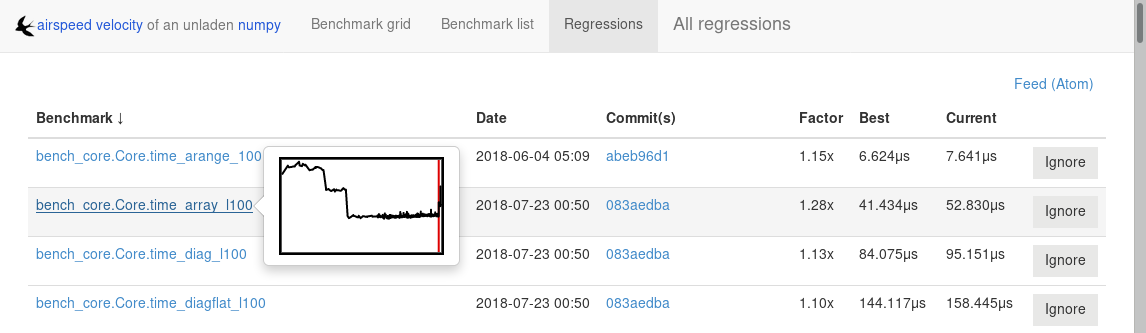 airspeed velocity of an unladen numpy Benchmark grid Benchmark list Regressions All regressions
Feed (Atom)
Benchmark ↓ Date Commit(s) Factor Best Current
bench_core.Core.time_arange_100 2018-06-04 05:09 abeb96d1 1.15x 6.624μs 7.641μs Ignore
bench_core.Core.time_array_l100 2018-07-23 00:50 083aedba 1.28x 41.434μs 52.830μs Ignore
bench_core.Core.time_diag_l100 2018-07-23 00:50 083aedba 1.13x 84.075μs 95.151μs Ignore
bench_core.Core.time_diagflat_l100 2018-07-23 00:50 083aedba 1.10x 144.117μs 158.445μs Ignore